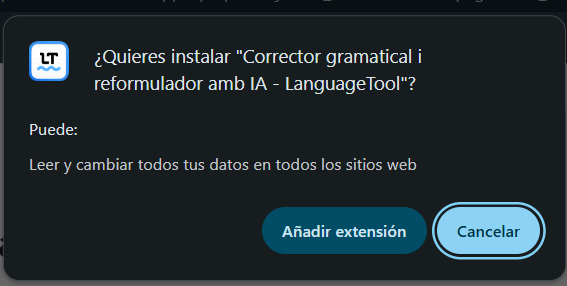 LT
¿Quieres instalar "Corrector gramatical i
reformulador amb IA - LanguageTool"?
Puede:
Leer y cambiar todos tus datos en todos los sitios web
Añadir extensión
Cancelar